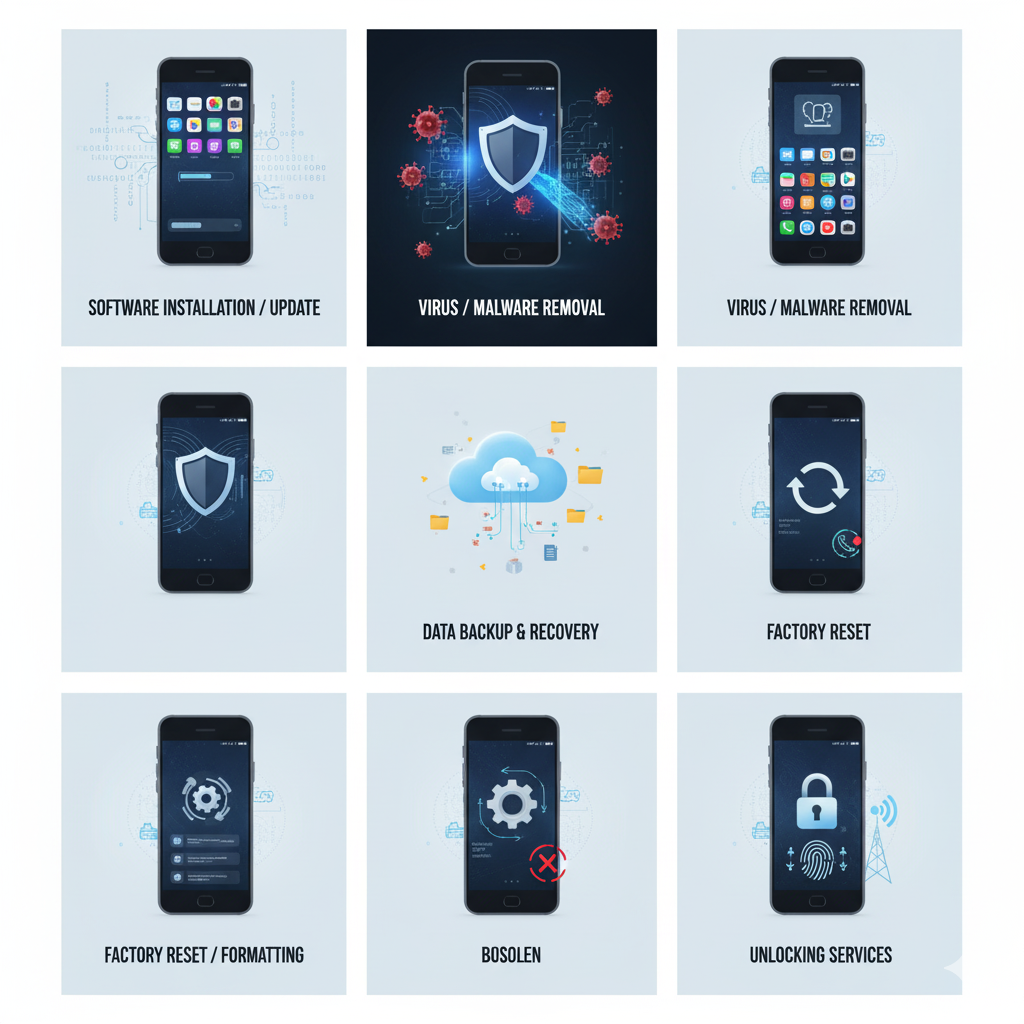 SOFTWARE INSTALLATION / UPDATE
VIRUS / MALWARE REMOVAL
VIRUS / MALWARE REMOVAL
DATA BACKUP & RECOVERY
FACTORY RESET
FACTORY RESET / FORMATTING
BOSOLEN
UNLOCKING SERVICES